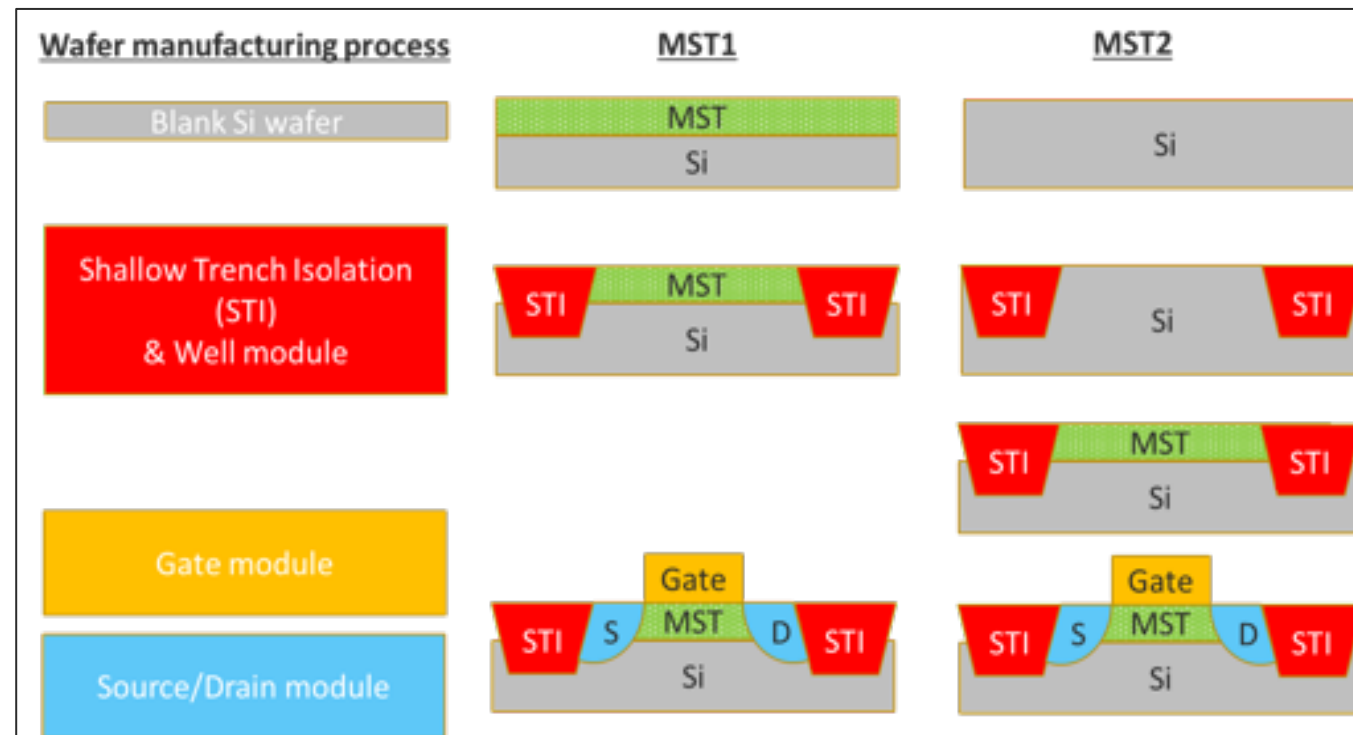 Wafer manufacturing process
MST1
MST2
Blank Si wafer
MST
Si
Si
Shallow Trench Isolation
(STI)
& Well module
STI
MST
STI
Si
STI
Si
STI
STI
MST
STI
Si
Gate module
Gate
STI
S
MST
D
STI
Si
Gate
STI
S
MST
D
STI
Si
Source/Drain module